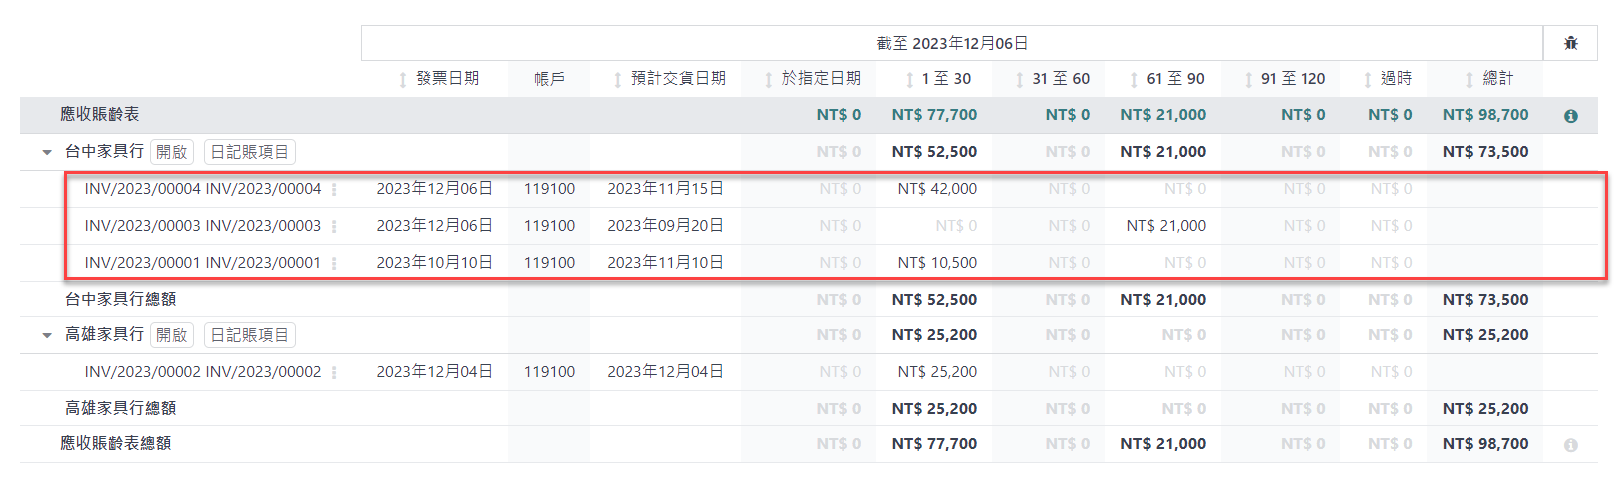 截至 2023年12月06日
發票日期 帳戶 預計交貨日期 於指定日期 1 至 30 31 至 60 61 至 90 91 至 120 過時 總計
應收賬齡表 NT$ 0 NT$ 77,700 NT$ 0 NT$ 21,000 NT$ 0 NT$ 0 NT$ 98,700
台中家具行 開啟 日記賬項目 NT$ 0 NT$ 52,500 NT$ 0 NT$ 21,000 NT$ 0 NT$ 0 NT$ 73,500
INV/2023/00004 INV/2023/00004 2023年12月06日 119100 2023年11月15日 NT$ 0 NT$ 42,000 NT$ 0 NT$ 0 NT$ 0 NT$ 0
INV/2023/00003 INV/2023/00003 2023年12月06日 119100 2023年09月20日 NT$ 0 NT$ 0 NT$ 0 NT$ 21,000 NT$ 0 NT$ 0
INV/2023/00001 INV/2023/00001 2023年10月10日 119100 2023年11月10日 NT$ 0 NT$ 10,500 NT$ 0 NT$ 0 NT$ 0 NT$ 0
台中家具行總額 NT$ 0 NT$ 52,500 NT$ 0 NT$ 21,000 NT$ 0 NT$ 0 NT$ 73,500
高雄家具行 開啟 日記賬項目 NT$ 0 NT$ 25,200 NT$ 0 NT$ 0 NT$ 0 NT$ 0 NT$ 25,200
INV/2023/00002 INV/2023/00002 2023年12月04日 119100 2023年12月04日 NT$ 0 NT$ 25,200 NT$ 0 NT$ 0 NT$ 0 NT$ 0
高雄家具行總額 NT$ 0 NT$ 25,200 NT$ 0 NT$ 0 NT$ 0 NT$ 0 NT$ 25,200
應收賬齡表總額 NT$ 0 NT$ 77,700 NT$ 0 NT$ 21,000 NT$ 0 NT$ 0 NT$ 98,700